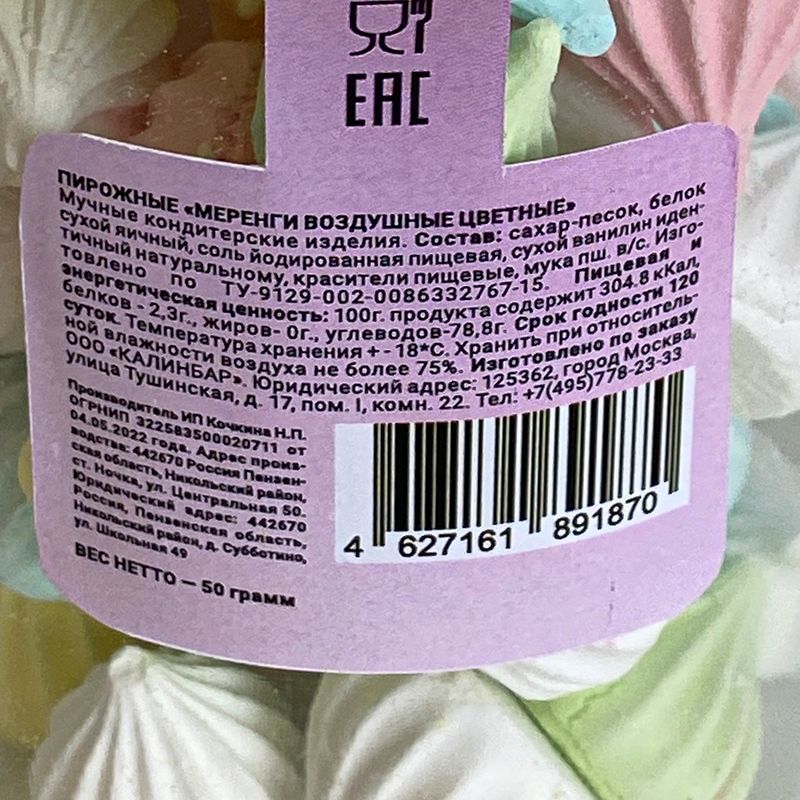 EAC
ПИРОЖНЫЕ «МЕРЕНГИ ВОЗДУШНЫЕ ЦВЕТНЫЕ»
Мучные кондитерские изделия. Состав: сахар-песок, белок
сухой яичный, соль йодированная пищевая, сухой ванилин иден-
тичный натуральному, красители пищевые, мука пш. в/с. Изго-
товлено по ТУ-9129-002-0086332767-15. Пищевая и
энергетическая ценность: 100г. продукта содержит 304.8 кКал,
белков - 2,3г., жиров- 0г., углеводов-78,8г. Срок годности 120
суток. Температура хранения +-18*С. Хранить при относитель-
ной влажности воздуха не более 75%. Изготовлено по заказу
ООО «КАЛИНБАР». Юридический адрес: 125362, город Москва,
улица Тушинская, д. 17, пом. I, комн. 22. Тел: +7(495)778-23-33
Производитель ИП Кочкина Н.П.
ОГРНИП 322583500020711 от
04.05.2022 года. Адрес произ-
водства: 442670 Россия Пензен-
ская область, Никольский район,
ст. Ночка, ул. Центральная 50.
Юридический адрес: 442670
Россия, Пензенская область,
Никольский район, д. Субботино,
ул. Школьная 49
ВЕС НЕТТО — 50 грамм
4 627161 891870